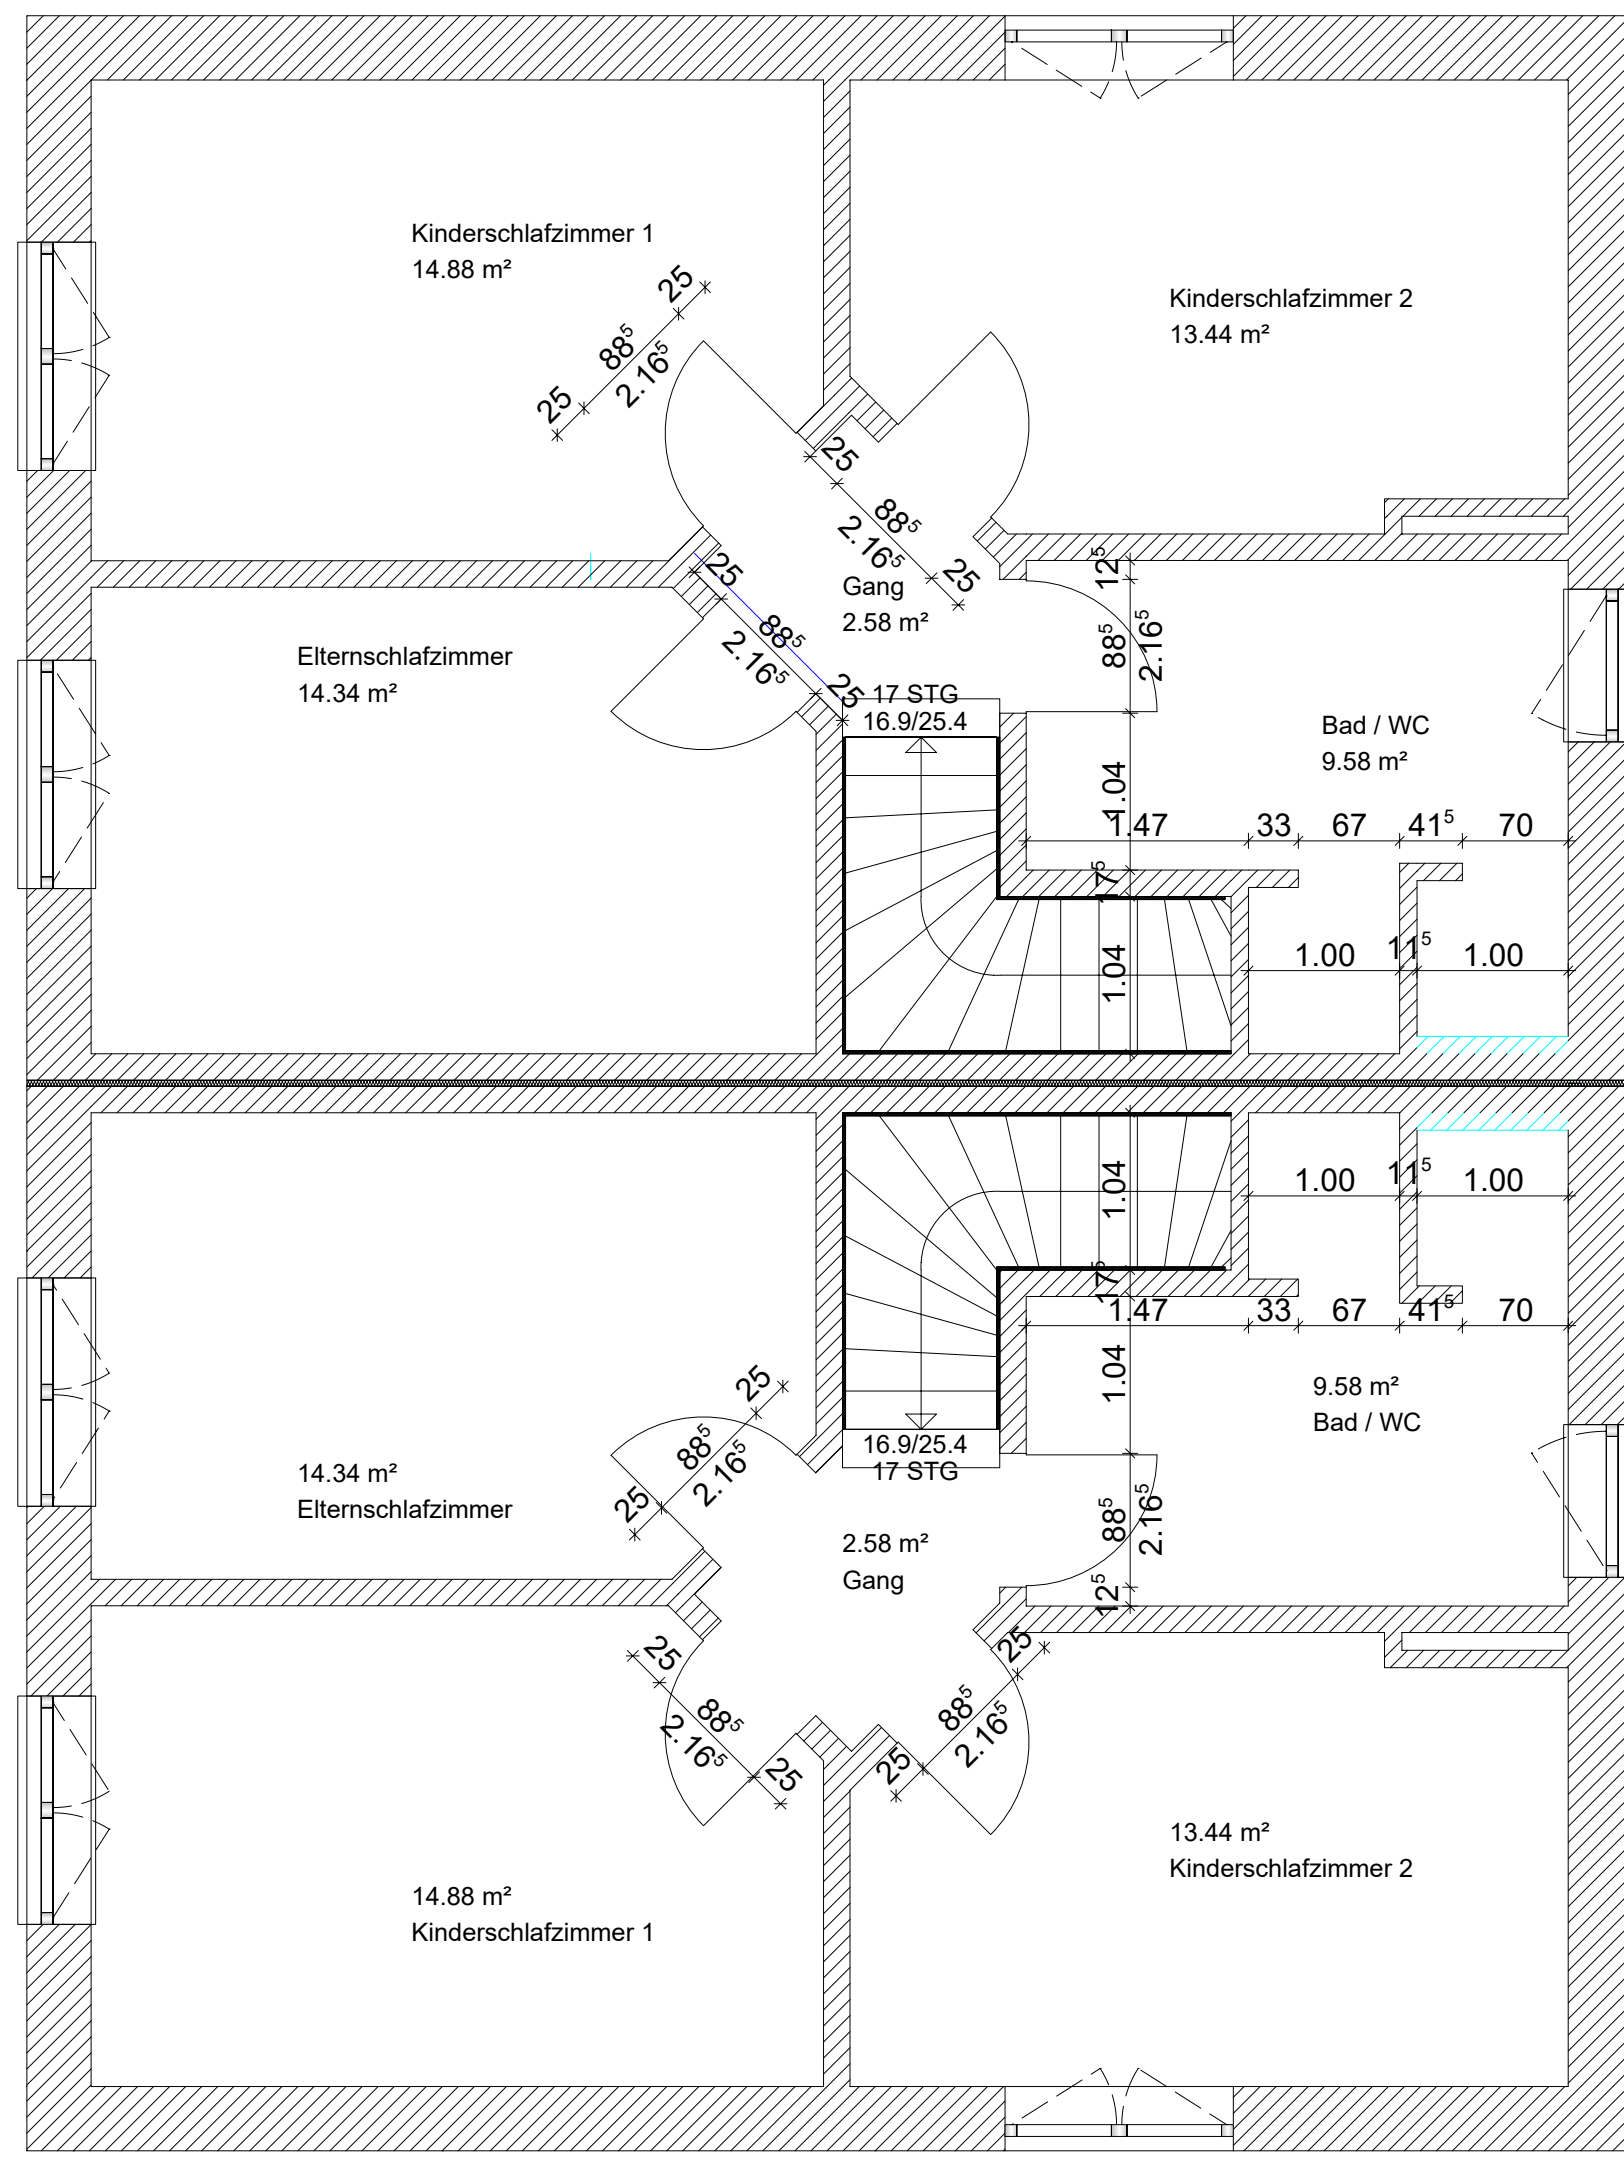 Kinderschlafzimmer 1
14.88 m²
25
88⁵
2.16⁵
25
Kinderschlafzimmer 2
13.44 m²
25
88⁵
2.16⁵
25
Gang
2.58 m²
25
88⁵
2.16⁵
25
Elternschlafzimmer
14.34 m²
17 STG
16.9/25.4
12⁵
88⁵
2.16⁵
1.04
17⁵
1.04
Bad / WC
9.58 m²
1.47 33 67 41⁵ 70
1.00 11⁵ 1.00
1.00 11⁵ 1.00
1.04
17⁵
1.47 33 67 41⁵ 70
1.04
9.58 m²
Bad / WC
16.9/25.4
17 STG
88⁵
2.16⁵
12⁵
25
88⁵
2.16⁵
25
14.34 m²
Elternschlafzimmer
2.58 m²
Gang
25
88⁵
2.16⁵
25
25
88⁵
2.16⁵
25
13.44 m²
Kinderschlafzimmer 2
14.88 m²
Kinderschlafzimmer 1